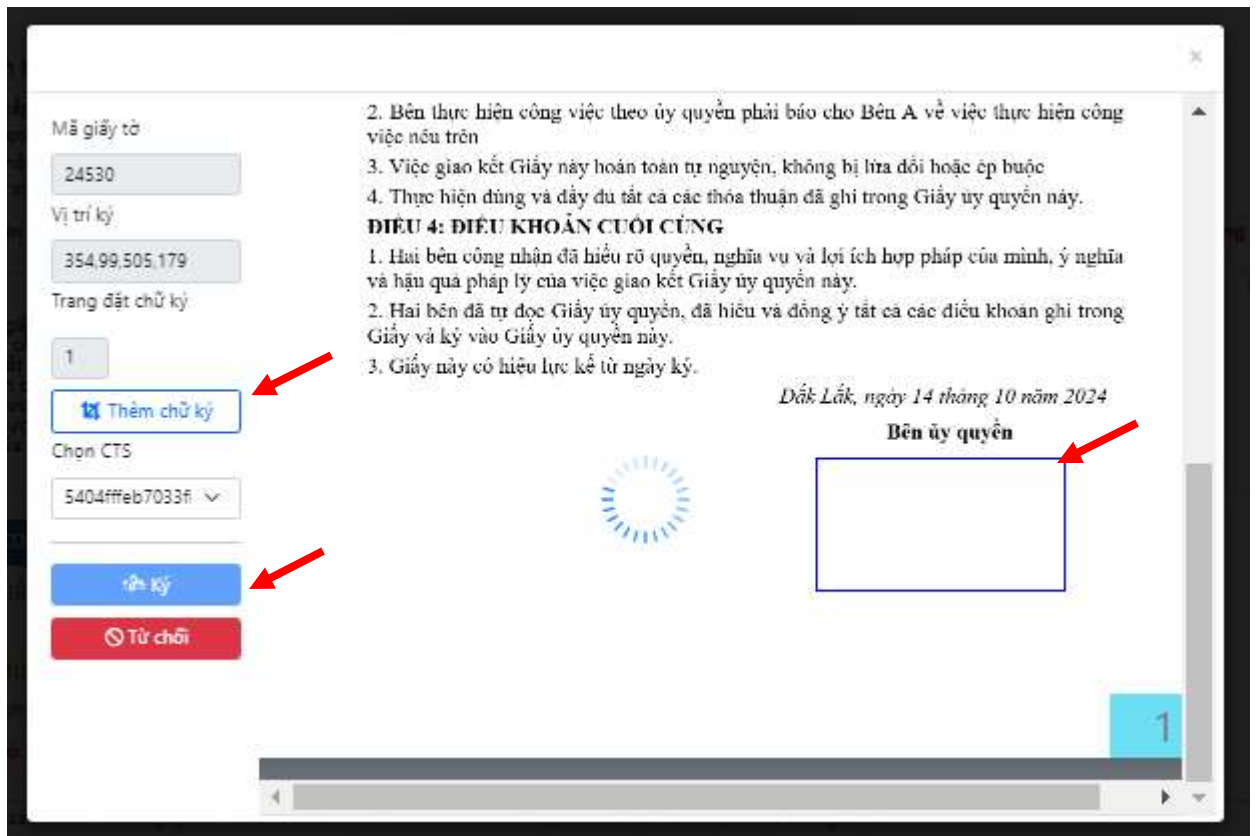 ×
Mã giấy tờ
24530
Vị trí ký
354,99,505,179
Trang đặt chữ ký
1
Thêm chữ ký
Chọn CTS
5404fffeb7033fi
Ký
Từ chối
2. Bên thực hiện công việc theo ủy quyền phải báo cho Bên A về việc thực hiện công
việc nêu trên
3. Việc giao kết Giấy này hoàn toàn tự nguyện, không bị lừa dối hoặc ép buộc
4. Thực hiện đúng và đầy đủ tất cả các thỏa thuận đã ghi trong Giấy ủy quyền này.
ĐIỀU 4: ĐIỀU KHOẢN CUỐI CÙNG
1. Hai bên công nhận đã hiểu rõ quyền, nghĩa vụ và lợi ích hợp pháp của mình, ý nghĩa
và hậu quả pháp lý của việc giao kết Giấy ủy quyền này.
2. Hai bên đã tự đọc Giấy ủy quyền, đã hiểu và đồng ý tất cả các điều khoản ghi trong
Giấy và ký vào Giấy ủy quyền này.
3. Giấy này có hiệu lực kể từ ngày ký.
Đắk Lắk, ngày 14 tháng 10 năm 2024
Bên ủy quyền
1